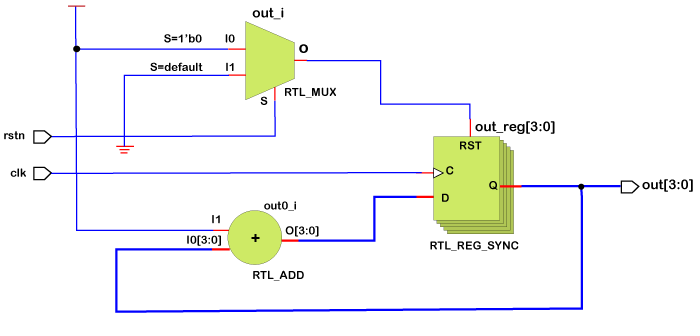 out_i
S=1'b0 I0
O
S=default I1
S
RTL_MUX
rstn
out_reg[3:0]
RST
clk
C
Q
out[3:0]
D
out0_i
I1
O[3:0]
I0[3:0]
+
RTL_REG_SYNC
RTL_ADD